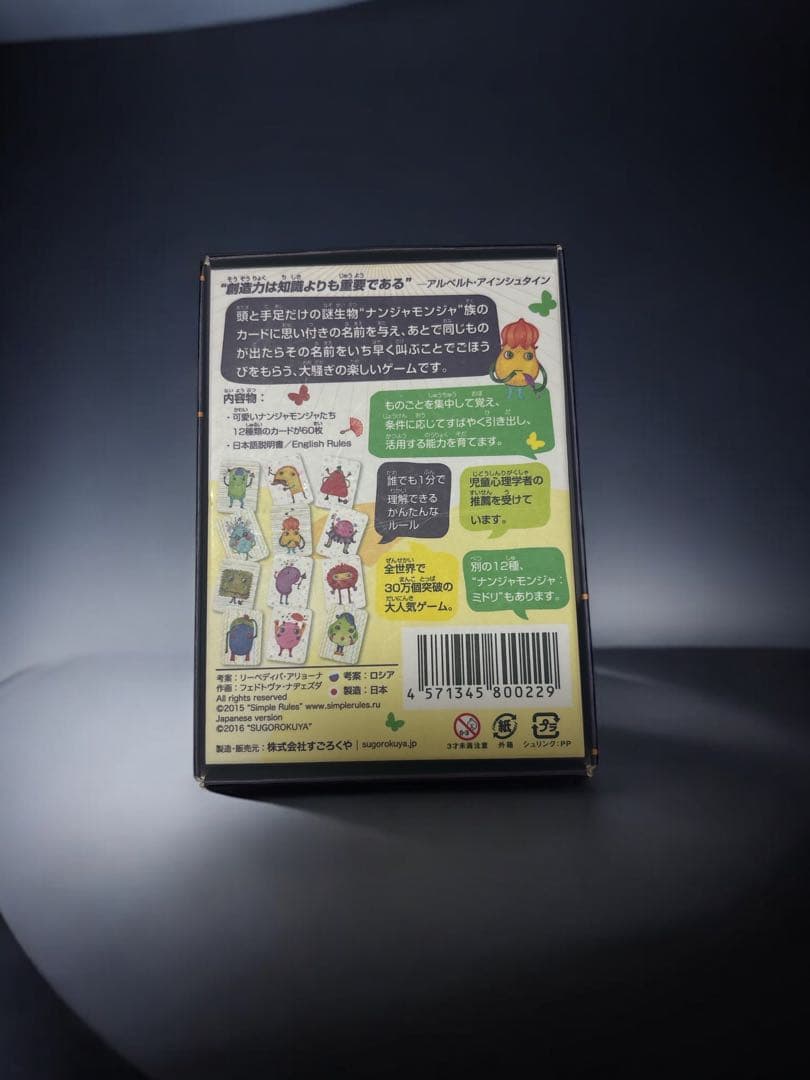 “創造力は知識よりも重要である” —アルベルト・アインシュタイン
頭と手足だけの謎生物“ナンジャモンジャ”族の
カードに思い付きの名前を与え、あとで同じもの
が出たらその名前をいち早く叫ぶことでごほう
びをもらう、大騒ぎの楽しいゲームです。
内容物：
・可愛いナンジャモンジャたち
12種類のカードが60枚
・日本語説明書／English Rules
ものごとを集中して覚え、
条件に応じてすばやく引き出し、
活用する能力を育てます。
誰でも1分で
理解できる
かんたんな
ルール
児童心理学者の
推薦を受けて
います。
全世界で
30万個突破の
大人気ゲーム。
別の12種、
“ナンジャモンジャ：
ミドリ”もあります。
考案：リーベディバ・アリョーナ
作画：フェドトヴァ・ナヂェズダ
考案：ロシア
製造：日本
All rights reserved
©2015 “Simple Rules” www.simplerules.ru
Japanese version
©2016 “SUGOROKUYA”
製造・販売元：株式会社すごろくや | sugorokuya.jp
4 571345 800229
0-3
3才未満注意
紙
外箱
プラ
シュリンク：PP